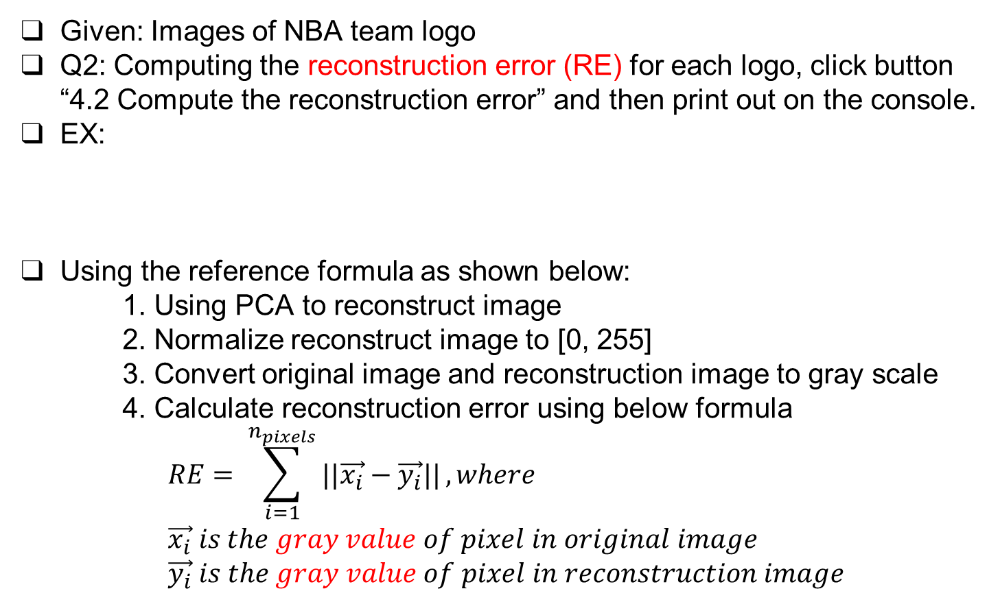 ❑ Given: Images of NBA team logo
❑ Q2: Computing the reconstruction error (RE) for each logo, click button
“4.2 Compute the reconstruction error” and then print out on the console.
❑ EX:
❑ Using the reference formula as shown below:
1. Using PCA to reconstruct image
2. Normalize reconstruct image to [0, 255]
3. Convert original image and reconstruction image to gray scale
4. Calculate reconstruction error using below formula
$RE = \sum_{i=1}^{n_{pixels}} ||\overrightarrow{x_i} - \overrightarrow{y_i}||, where$
$\overrightarrow{x_i}$ is the gray value of pixel in original image
$\overrightarrow{y_i}$ is the gray value of pixel in reconstruction image